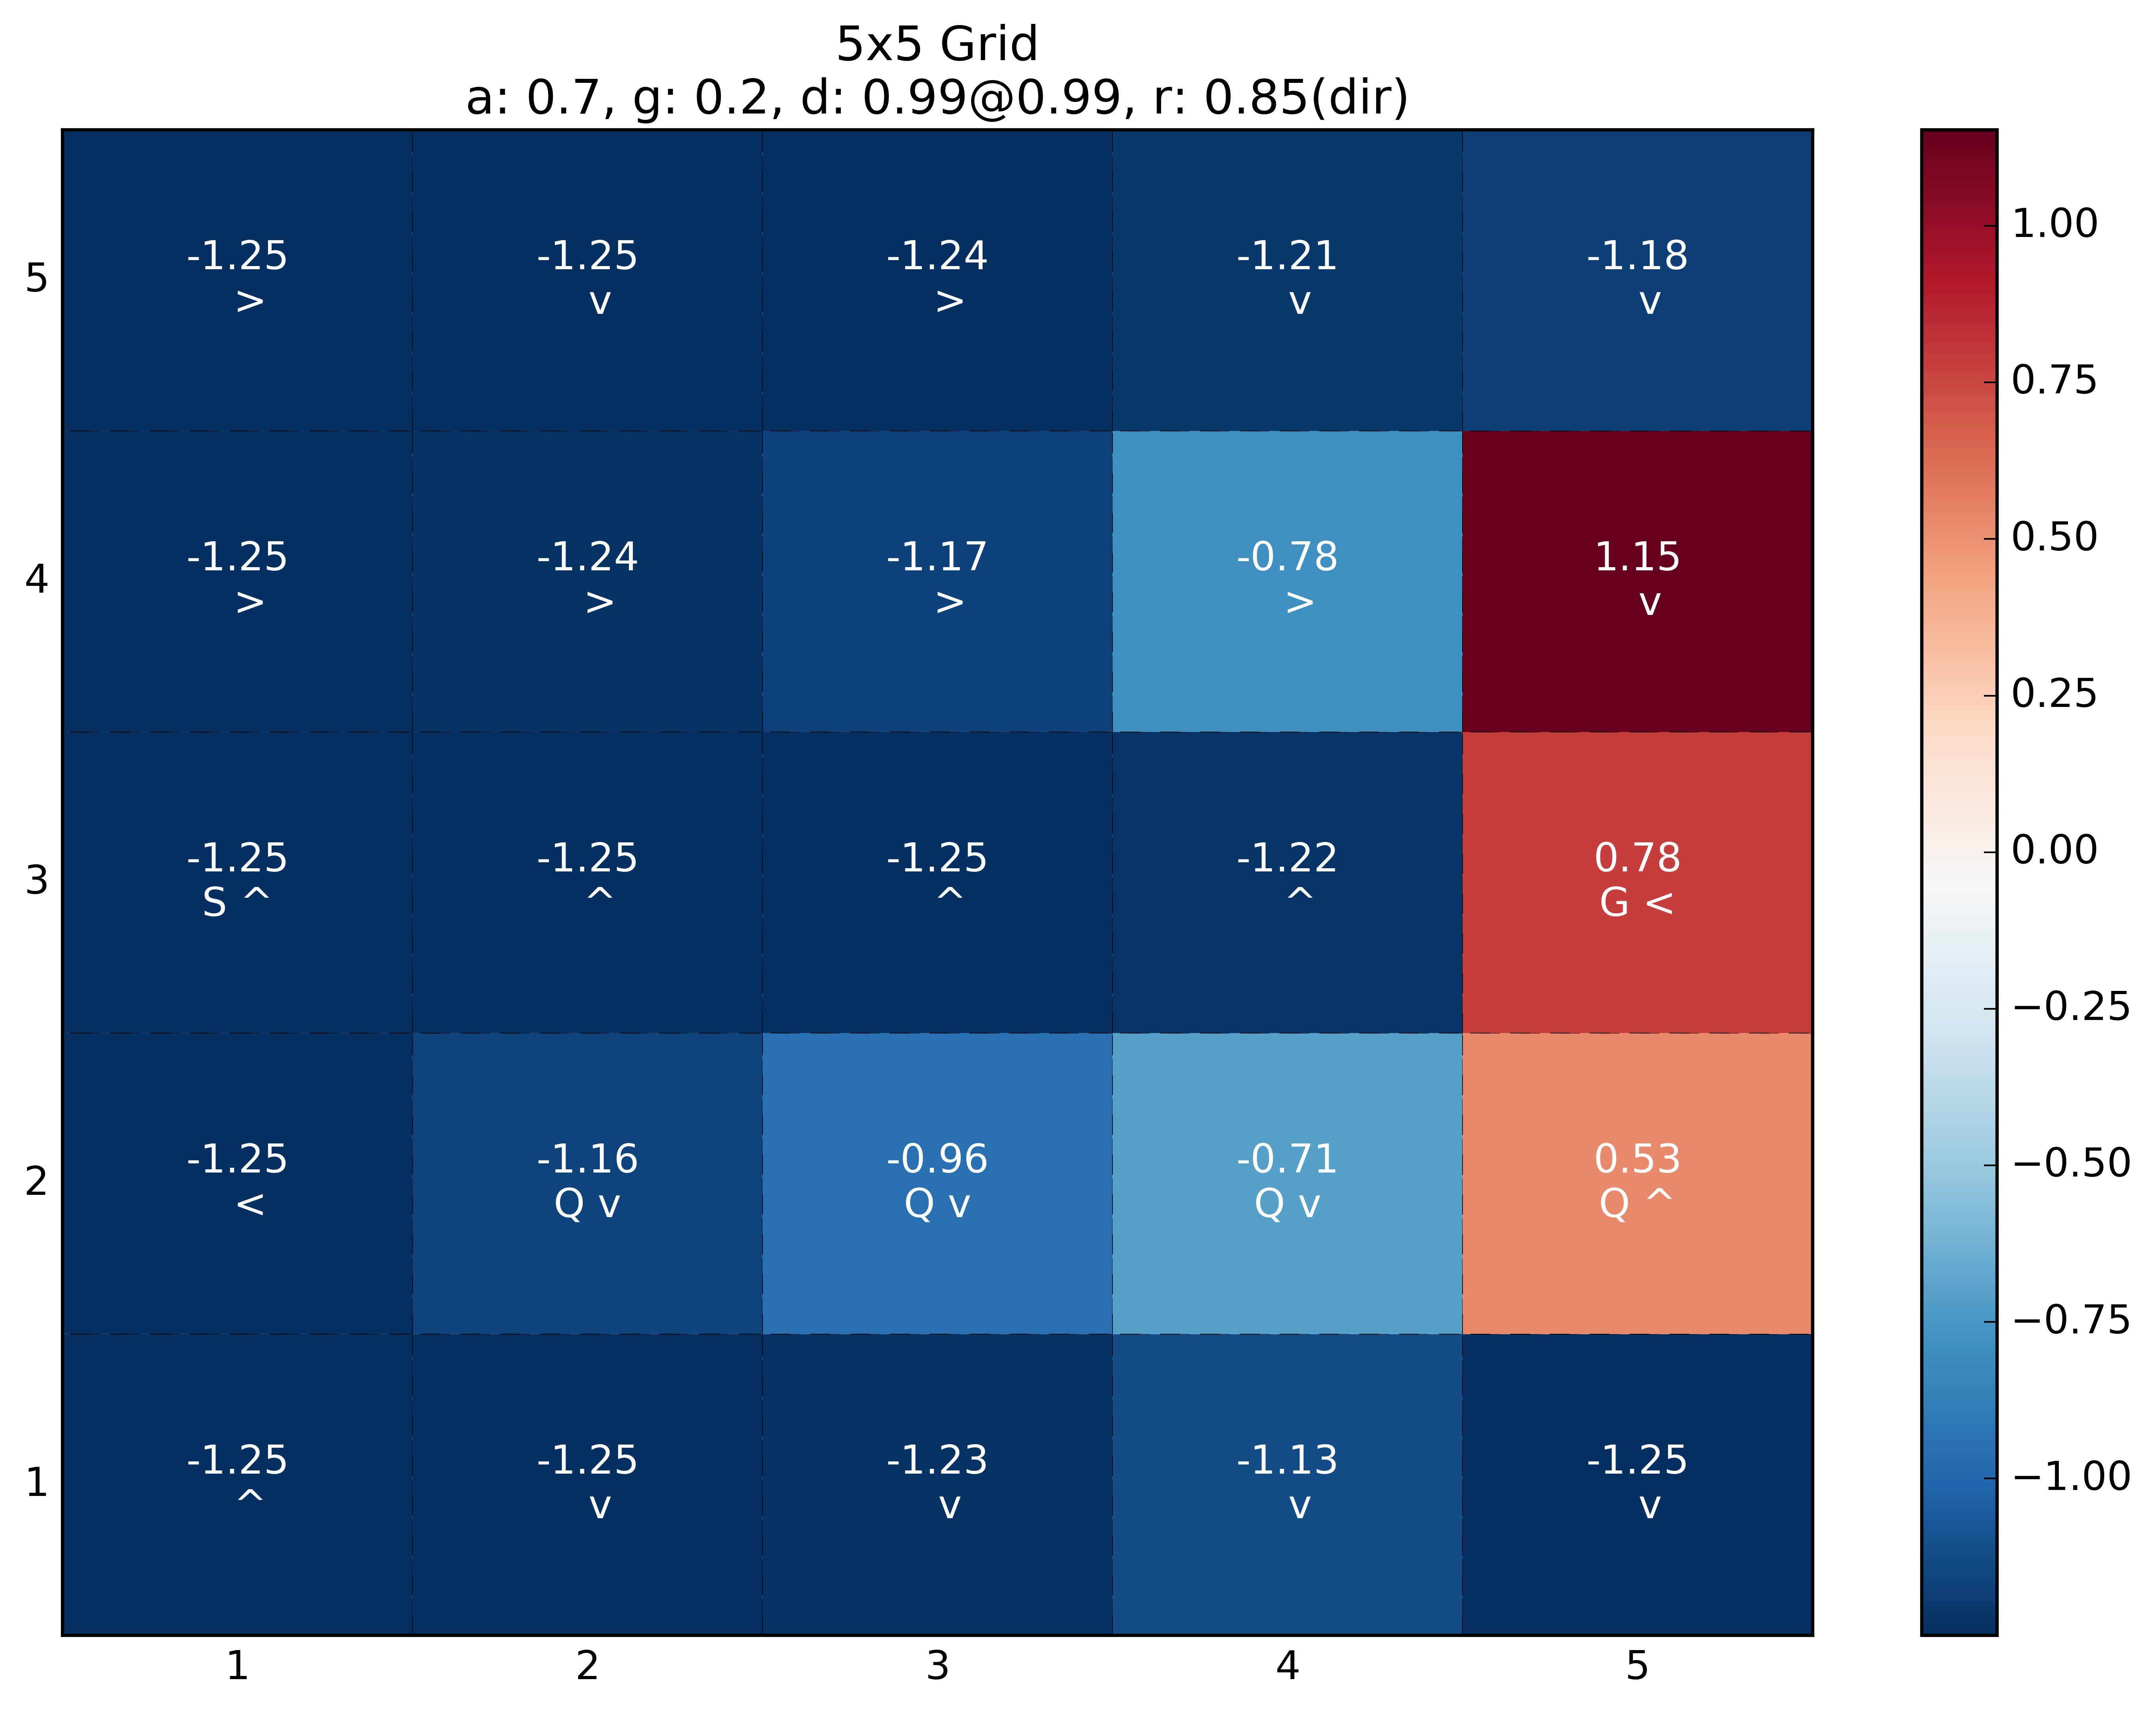 5x5 Grid
a: 0.7, g: 0.2, d: 0.99@0.99, r: 0.85(dir)
5
-1.25 -1.25 -1.24 -1.21 -1.18
> v > v v
4
-1.25 -1.24 -1.17 -0.78 1.15
> > > > v
3
-1.25 -1.25 -1.25 -1.22 0.78
S ^ ^ ^ ^ G <
2
-1.25 -1.16 -0.96 -0.71 0.53
< Q v Q v Q v Q ^
1
-1.25 -1.25 -1.23 -1.13 -1.25
^ v v v v
1 2 3 4 5
1.00
0.75
0.50
0.25
0.00
−0.25
−0.50
−0.75
−1.00